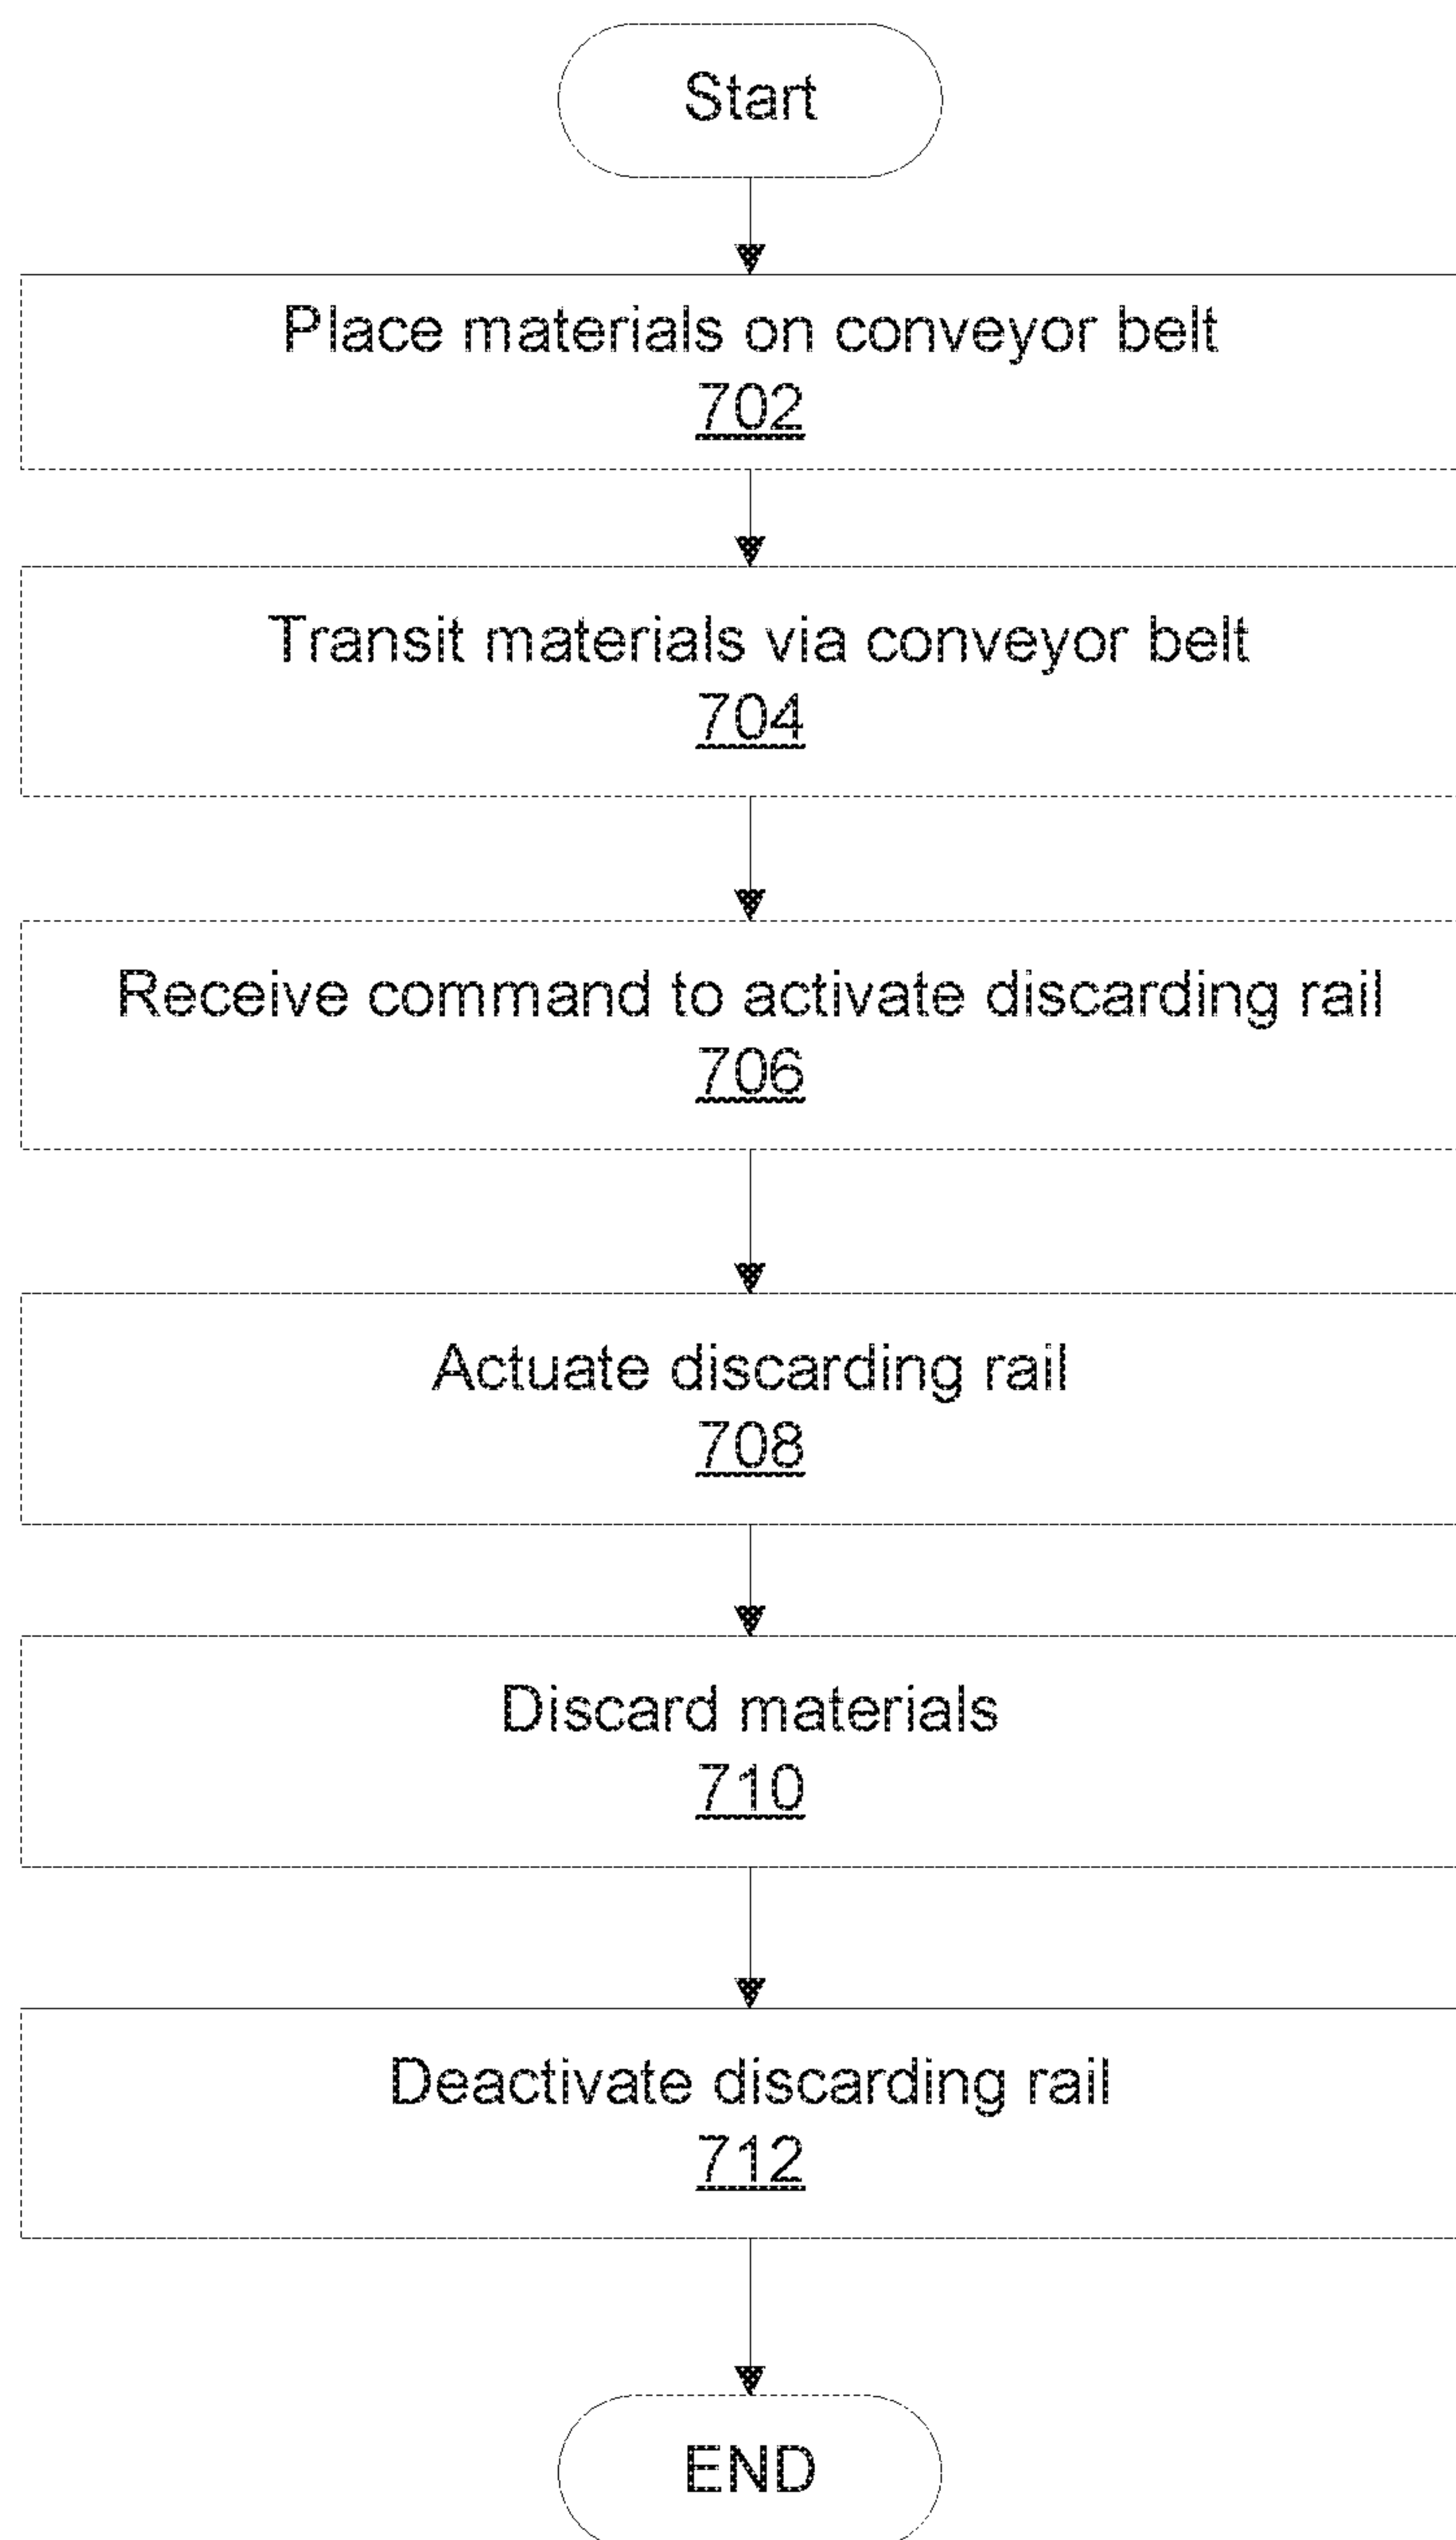 Start
Place materials on conveyor belt
702
Transit materials via conveyor belt
704
Receive command to activate discarding rail
706
Actuate discarding rail
708
Discard materials
710
Deactivate discarding rail
712
END